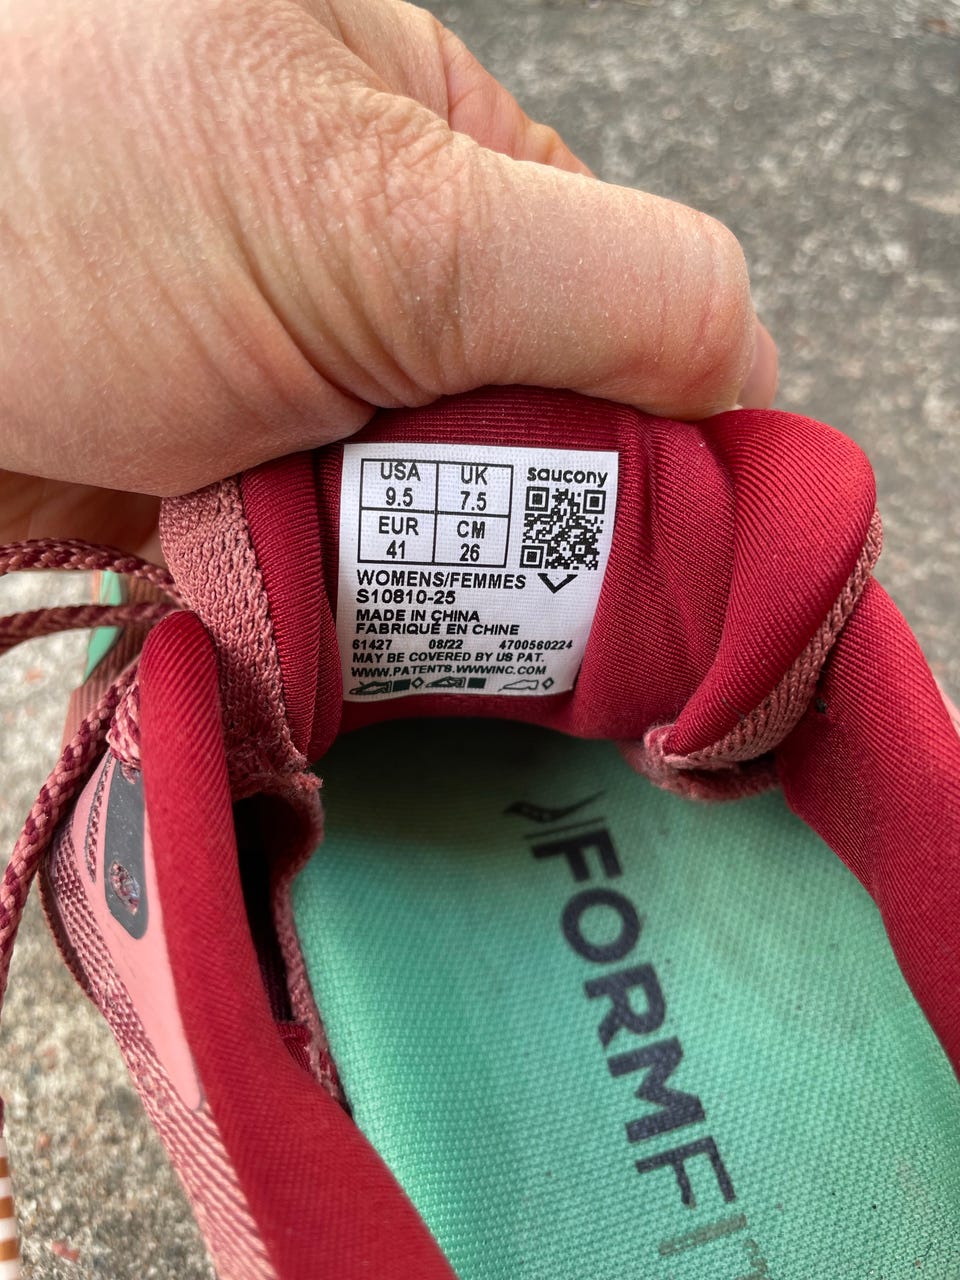 USA
9.5
UK
7.5
EUR
41
CM
26
saucony
WOMENS/FEMMES
S10810-25
MADE IN CHINA
FABRIQUÉ EN CHINE
61427 08/22 4700560224
MAY BE COVERED BY US PAT.
WWW.PATENTS.WWWINC.COM
FORMFI